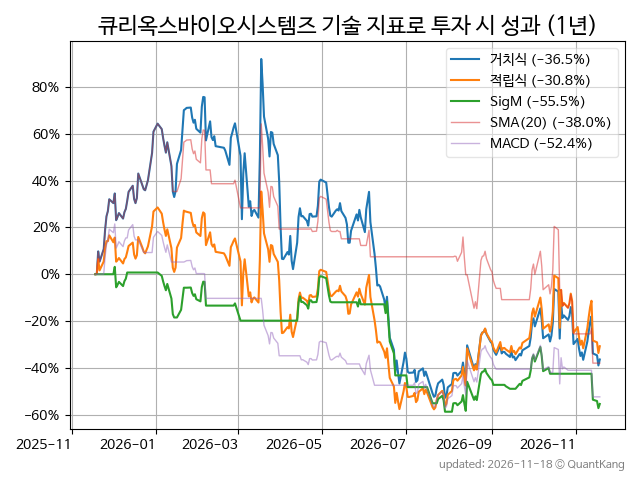 큐리옥스바이오시스템즈 기술 지표로 투자 시 성과 (1년)
거치식 (-36.5%)
적립식 (-30.8%)
SigM (-55.5%)
SMA(20) (-38.0%)
MACD (-52.4%)
80%
60%
40%
20%
0%
-20%
-40%
-60%
2025-11 2026-01 2026-03 2026-05 2026-07 2026-09 2026-11
updated: 2026-11-18 © QuantKang